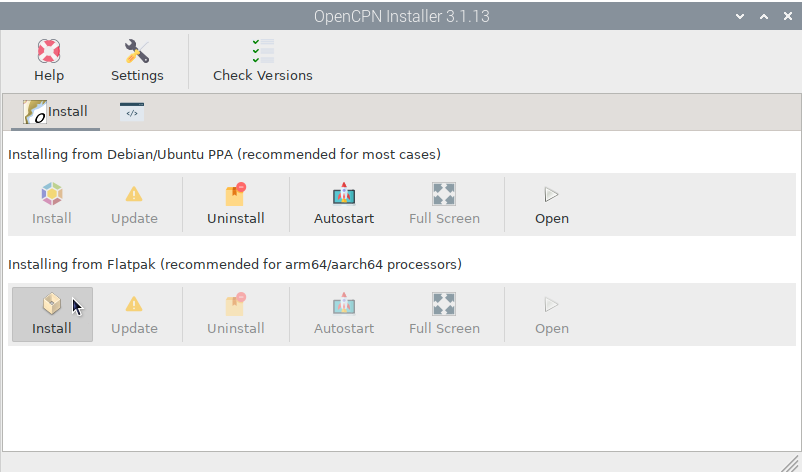 OpenCPN Installer 3.1.13
Help Settings Check Versions
Install </>
Installing from Debian/Ubuntu PPA (recommended for most cases)
Install Update Uninstall Autostart Full Screen Open
Installing from Flatpak (recommended for arm64/aarch64 processors)
Install Update Uninstall Autostart Full Screen Open